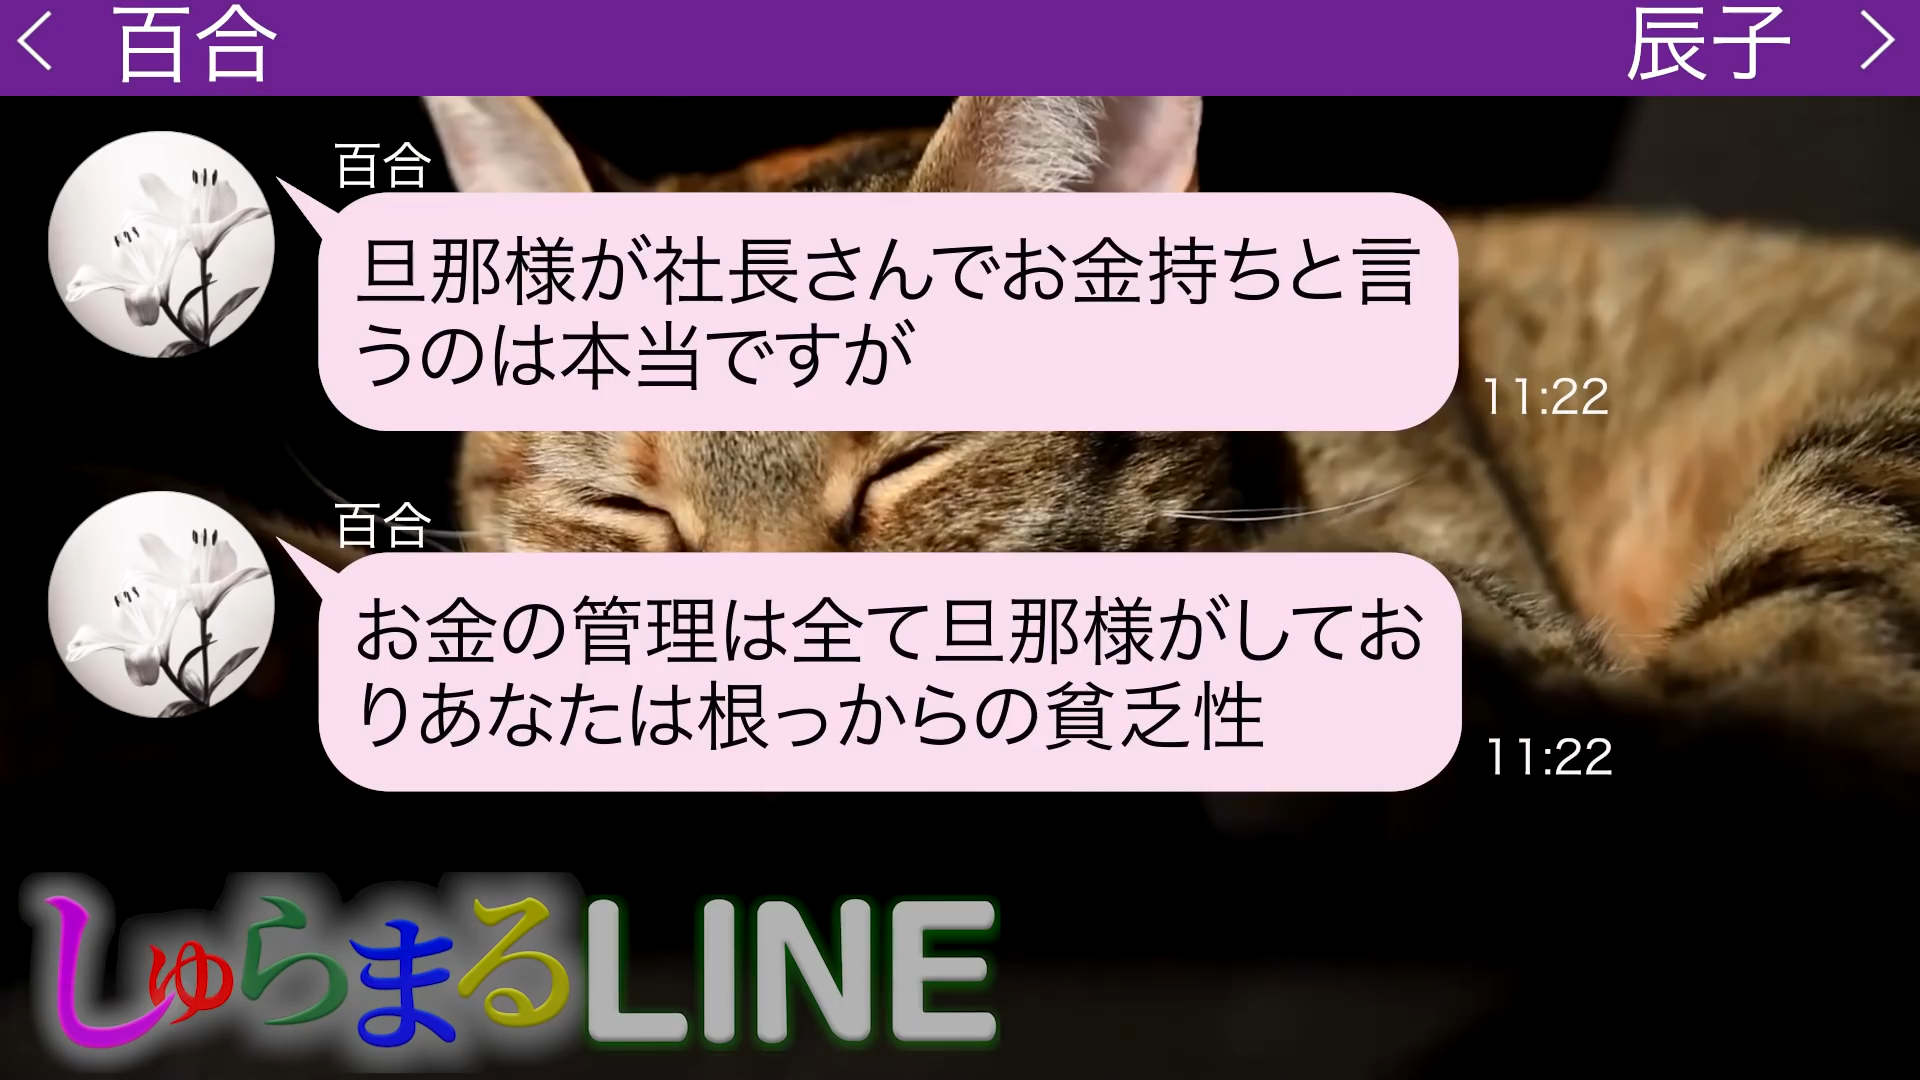 百合
辰子
百合
旦那様が社長さんでお金持ちと言
うのは本当ですが
11:22
百合
お金の管理は全て旦那様がしてお
りあなたは根っからの貧乏性
11:22
しゅらまるLINE